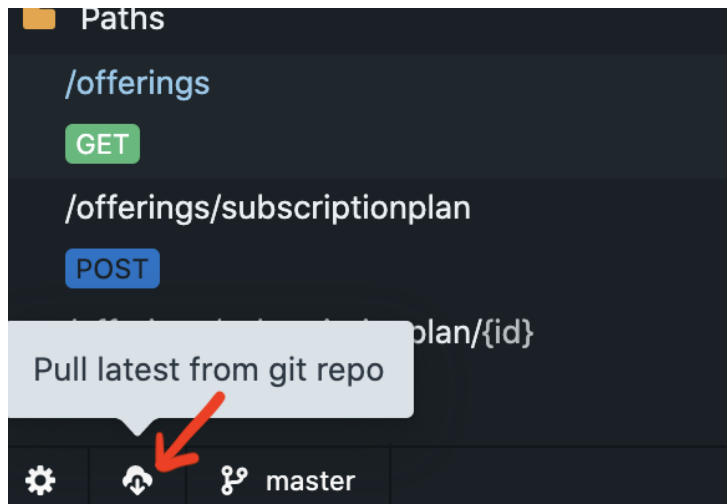 Paths
/offerings
GET
/offerings/subscriptionplan
POST
plan/{id}
Pull latest from git repo
master